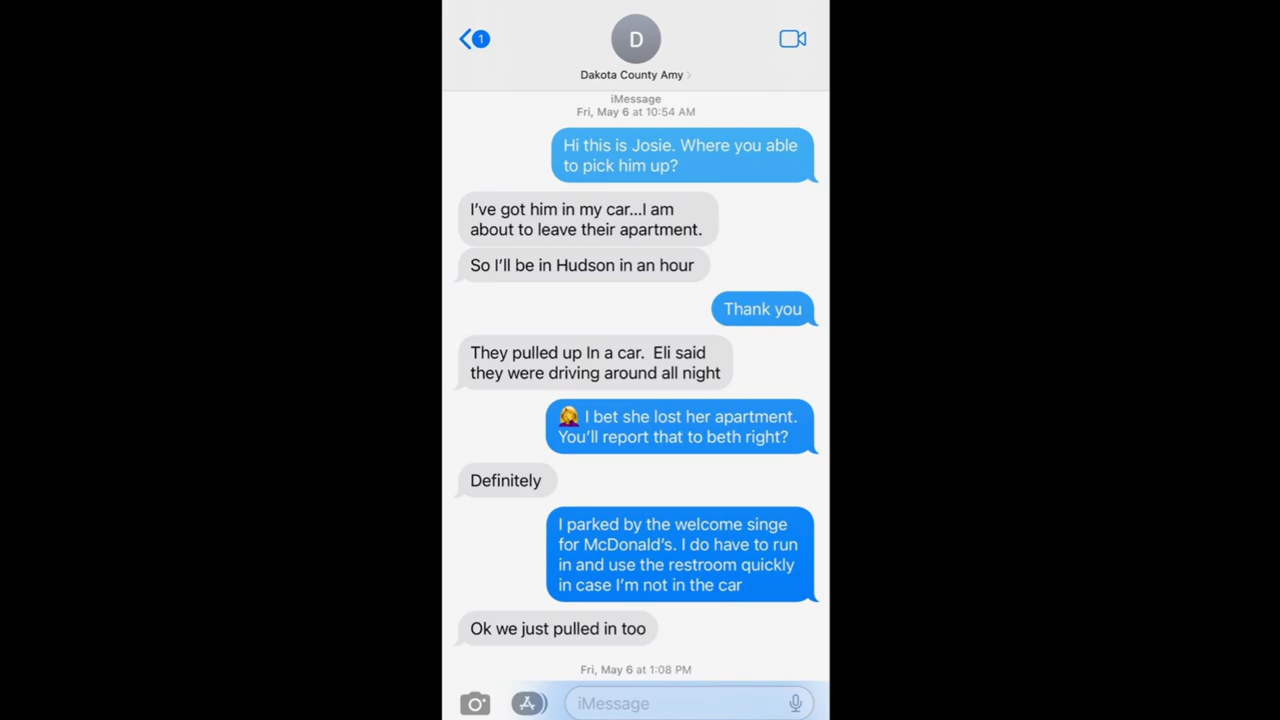 1
D
Dakota County Amy
iMessage
Fri, May 6 at 10:54 AM
Hi this is Josie. Where you able
to pick him up?
I've got him in my car...I am
about to leave their apartment.
So I'll be in Hudson in an hour
Thank you
They pulled up In a car.  Eli said
they were driving around all night
🤦‍♀️ I bet she lost her apartment.
You'll report that to beth right?
Definitely
I parked by the welcome singe
for McDonald's. I do have to run
in and use the restroom quickly
in case I'm not in the car
Ok we just pulled in too
Fri, May 6 at 1:08 PM
iMessage